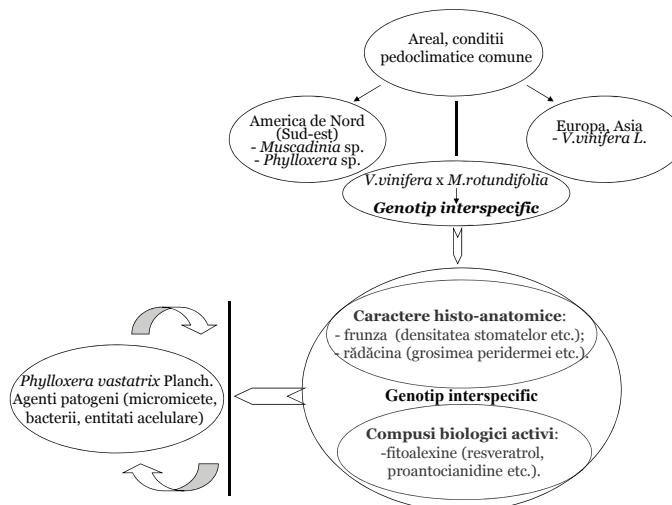 Areal, conditii
pedoclimatice comune
America de Nord
(Sud-est)
- Muscadinia sp.
- Phylloxera sp.
Europa, Asia
- V.vinifera L.
V.vinifera x M.rotundifolia
Genotip interspecific
Caractere histo-anatomice:
- frunza (densitatea stomatelor etc.);
- rădăcina (grosimea peridermei etc.).
Genotip interspecific
Compusi biologici activi:
-fitoalexine (resveratrol,
proantocianidine etc.).
Phylloxera vastatrix Planch.
Agenti patogeni (micromicete,
bacterii, entitati acelulare)